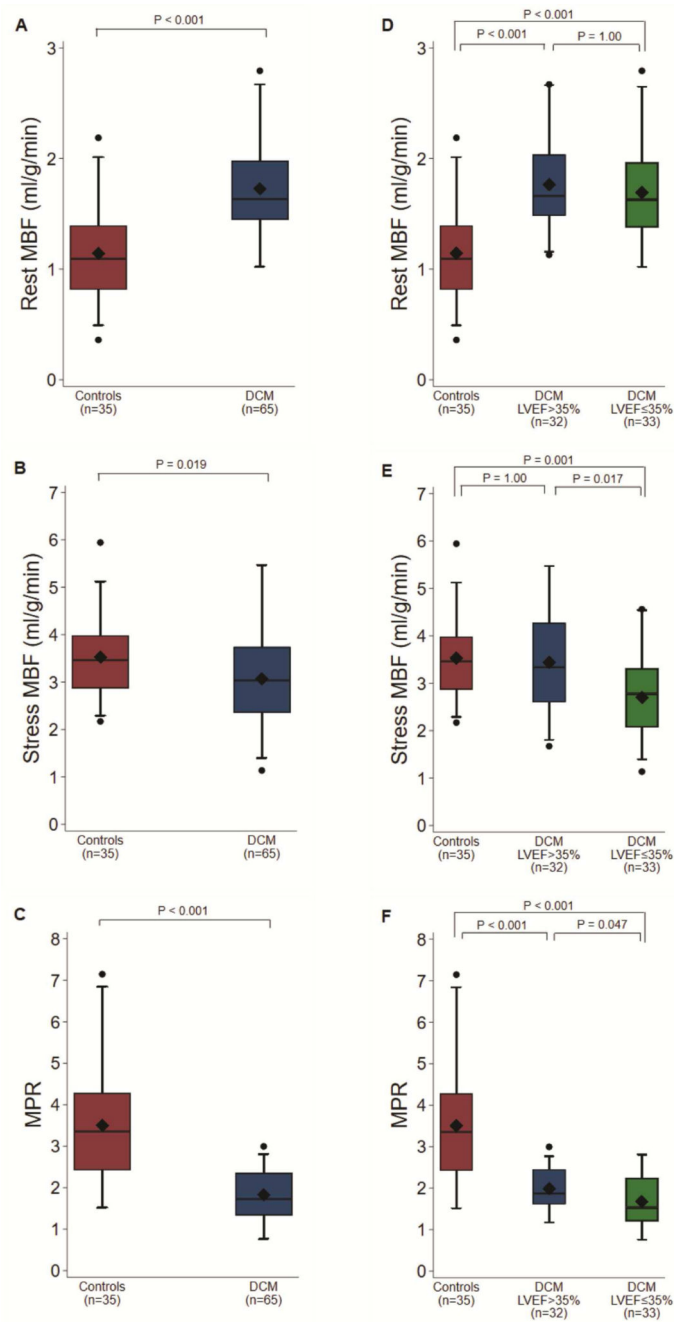 A
P < 0.001
Rest MBF (ml/g/min)
3
2
1
0
Controls
(n=35)
DCM
(n=65)
D
P < 0.001
P < 0.001
P = 1.00
Rest MBF (ml/g/min)
3
2
1
0
Controls
(n=35)
DCM
LVEF>35%
(n=32)
DCM
LVEF≤35%
(n=33)
B
P = 0.019
Stress MBF (ml/g/min)
7
6
5
4
3
2
1
0
Controls
(n=35)
DCM
(n=65)
E
P = 0.001
P = 1.00
P = 0.017
Stress MBF (ml/g/min)
7
6
5
4
3
2
1
0
Controls
(n=35)
DCM
LVEF>35%
(n=32)
DCM
LVEF≤35%
(n=33)
C
P < 0.001
MPR
8
7
6
5
4
3
2
1
0
Controls
(n=35)
DCM
(n=65)
F
P < 0.001
P < 0.001
P = 0.047
MPR
8
7
6
5
4
3
2
1
0
Controls
(n=35)
DCM
LVEF>35%
(n=32)
DCM
LVEF≤35%
(n=33)